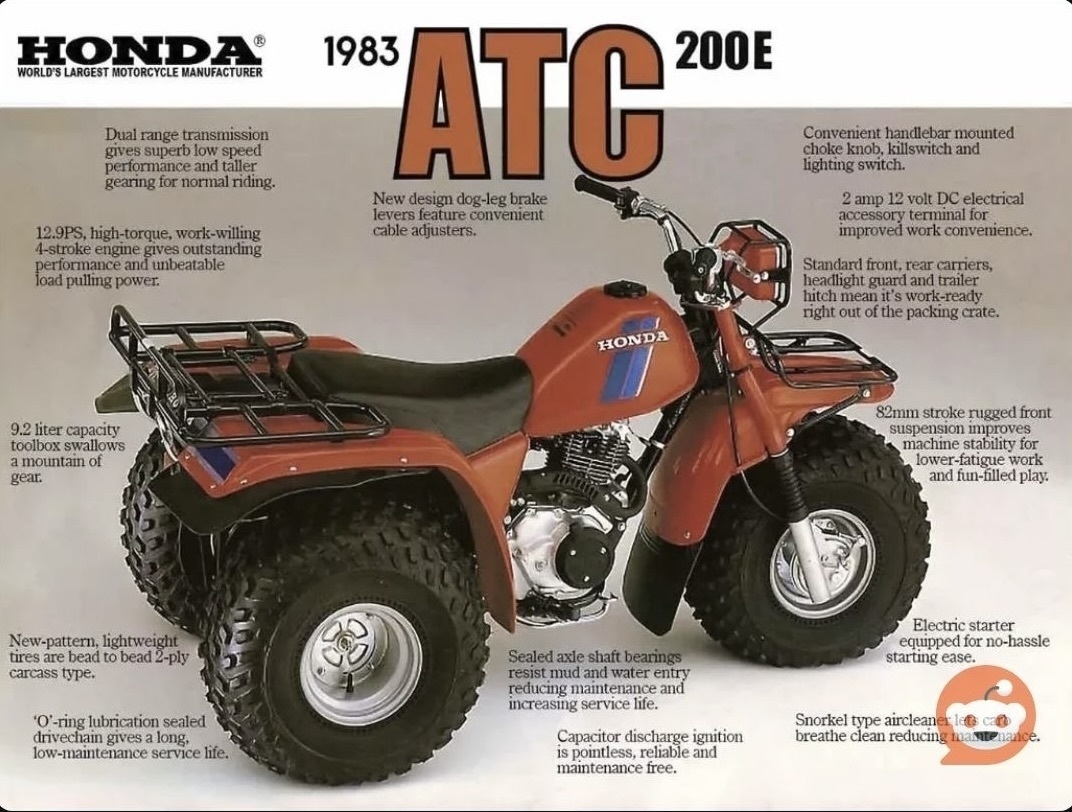 HONDA®
WORLD'S LARGEST MOTORCYCLE MANUFACTURER
1983 ATC 200E
Dual range transmission
gives superb low speed
performance and taller
gearing for normal riding.
New design dog-leg brake
levers feature convenient
cable adjusters.
Convenient handlebar mounted
choke knob, killswitch and
lighting switch.
12.9PS, high-torque, work-willing
4-stroke engine gives outstanding
performance and unbeatable
load pulling power.
2 amp 12 volt DC electrical
accessory terminal for
improved work convenience.
Standard front, rear carriers,
headlight guard and trailer
hitch mean it's work-ready
right out of the packing crate.
HONDA
9.2 liter capacity
toolbox swallows
a mountain of
gear.
82mm stroke rugged front
suspension improves
machine stability for
lower-fatigue work
and fun-filled play.
New-pattern, lightweight
tires are bead to bead 2-ply
carcass type.
Sealed axle shaft bearings
resist mud and water entry
reducing maintenance and
increasing service life.
Electric starter
equipped for no-hassle
starting ease.
'O'-ring lubrication sealed
drivechain gives a long,
low-maintenance service life.
Capacitor discharge ignition
is pointless, reliable and
maintenance free.
Snorkel type aircleaner lets carb
breathe clean reducing maintenance.